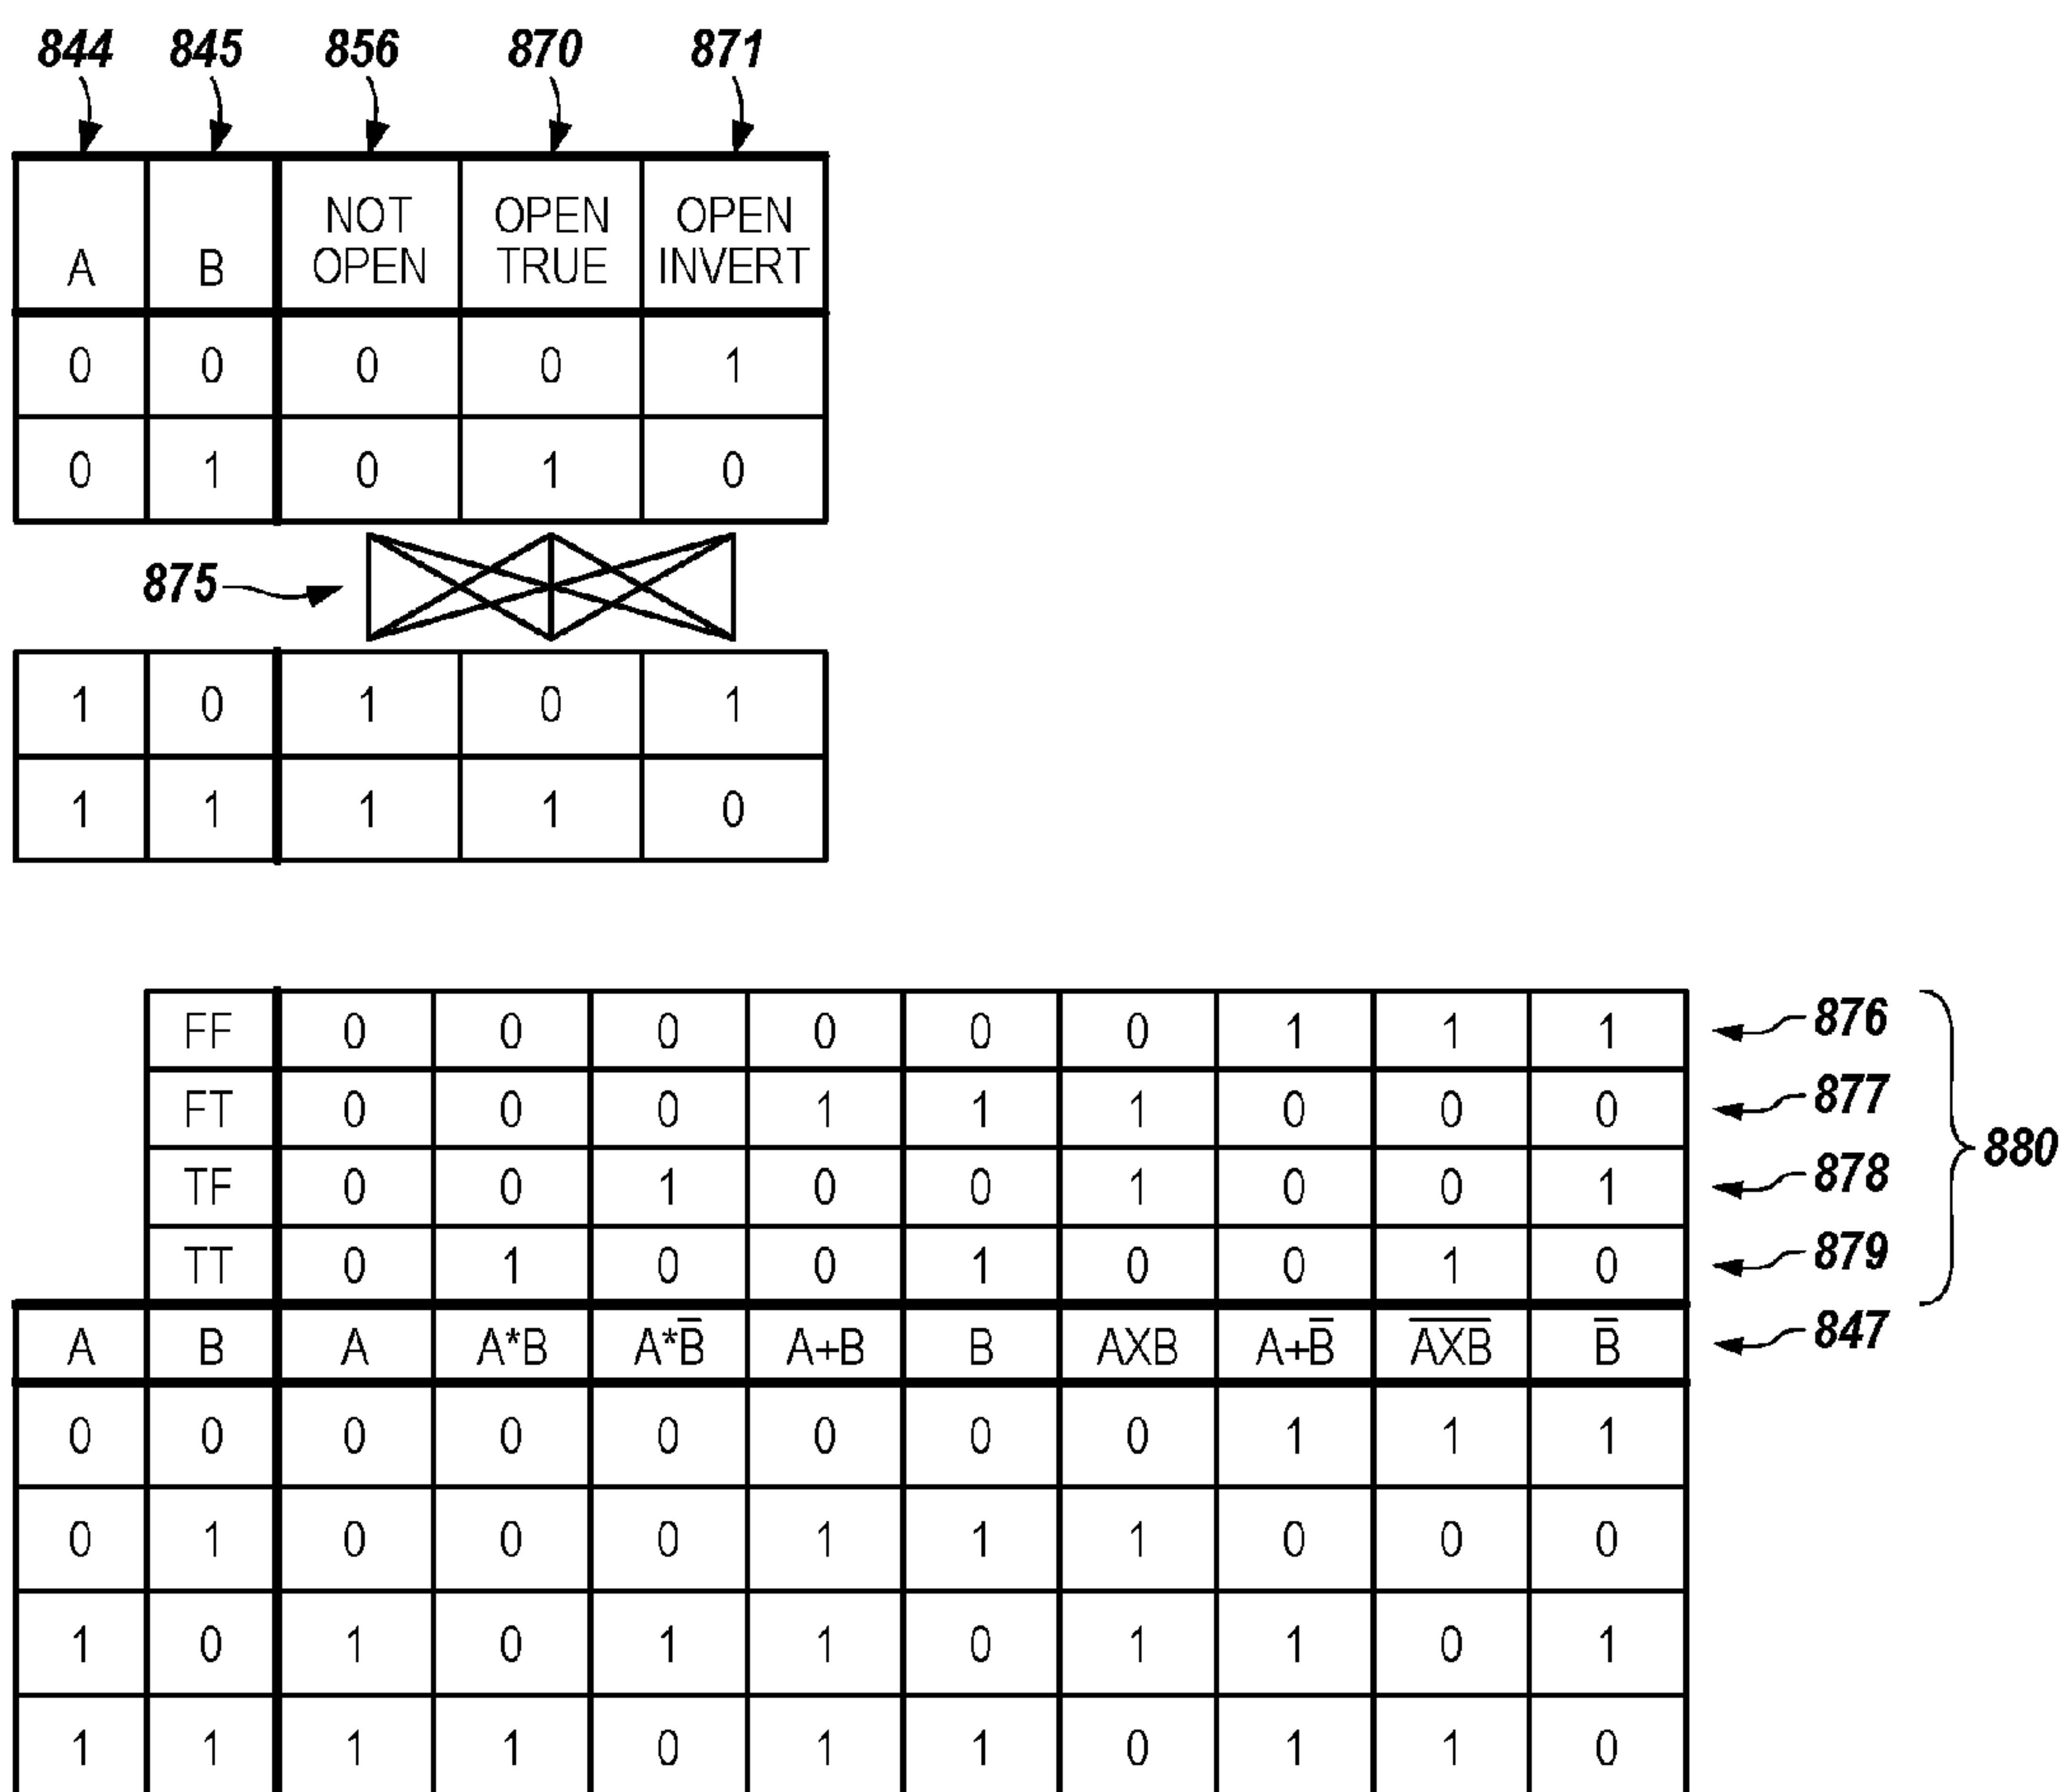 844 845 856 870 871
A B NOT OPEN OPEN TRUE OPEN INVERT
0 0 0 0 1
0 1 0 1 0
875
1 0 1 0 1
1 1 1 1 0
FF 0 0 0 0 0 0 1 1 1 876
FT 0 0 0 1 1 1 0 0 0 877
TF 0 0 1 0 0 1 0 0 1 878
TT 0 1 0 0 1 0 0 1 0 879
880
A B A A*B A*B̅ A+B B AXB A+B̅ A̅X̅B̅ B̅ 847
0 0 0 0 0 0 0 0 1 1 1
0 1 0 0 0 1 1 1 0 0 0
1 0 1 0 1 1 0 1 1 0 1
1 1 1 1 0 1 1 0 1 1 0